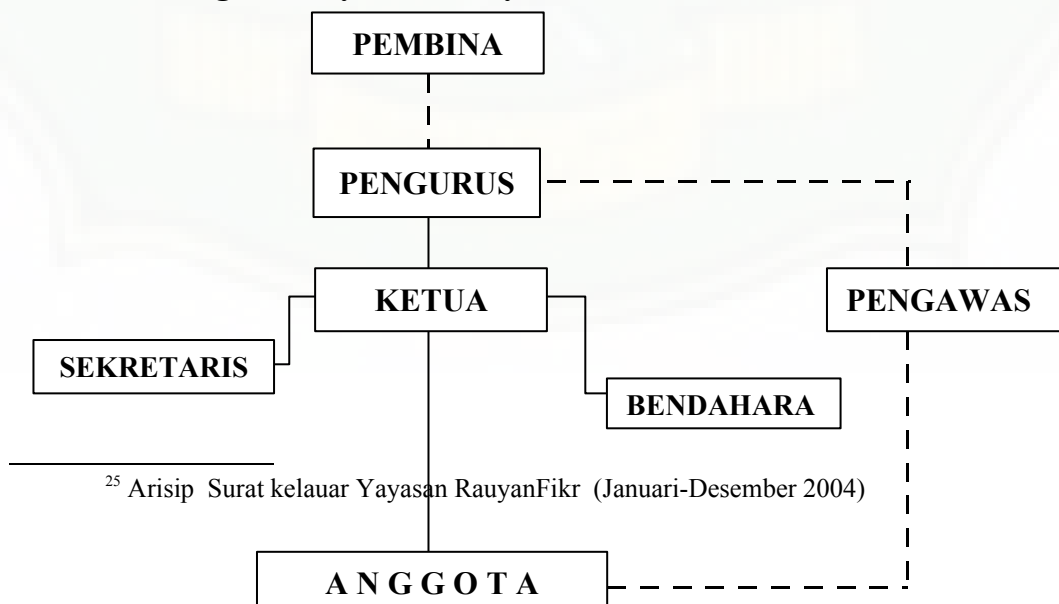 PEMBINA
PENGURUS
KETUA
PENGAWAS
SEKRETARIS
BENDAHARA
25 Arisip Surat kelauar Yayasan RauyanFikr (Januari-Desember 2004)
A N G G O T A